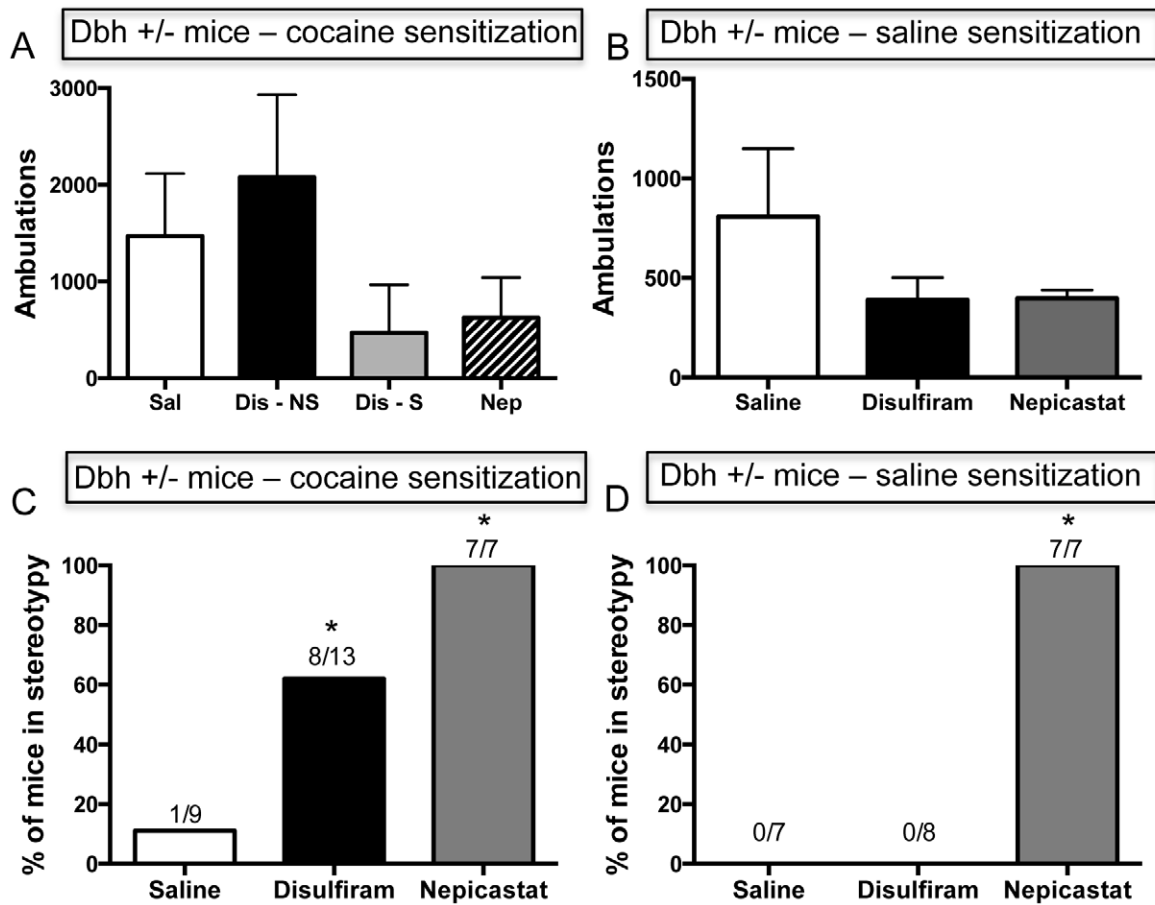 A
Dbh +/- mice – cocaine sensitization
3000
2000
1000
0
Ambulations
Sal Dis - NS Dis - S Nep
B
Dbh +/- mice – saline sensitization
1500
1000
500
0
Ambulations
Saline Disulfiram Nepicastat
C
Dbh +/- mice – cocaine sensitization
100
80
60
40
20
0
% of mice in stereotypy
1/9
*
8/13
*
7/7
Saline Disulfiram Nepicastat
D
Dbh +/- mice – saline sensitization
100
80
60
40
20
0
% of mice in stereotypy
0/7
0/8
*
7/7
Saline Disulfiram Nepicastat